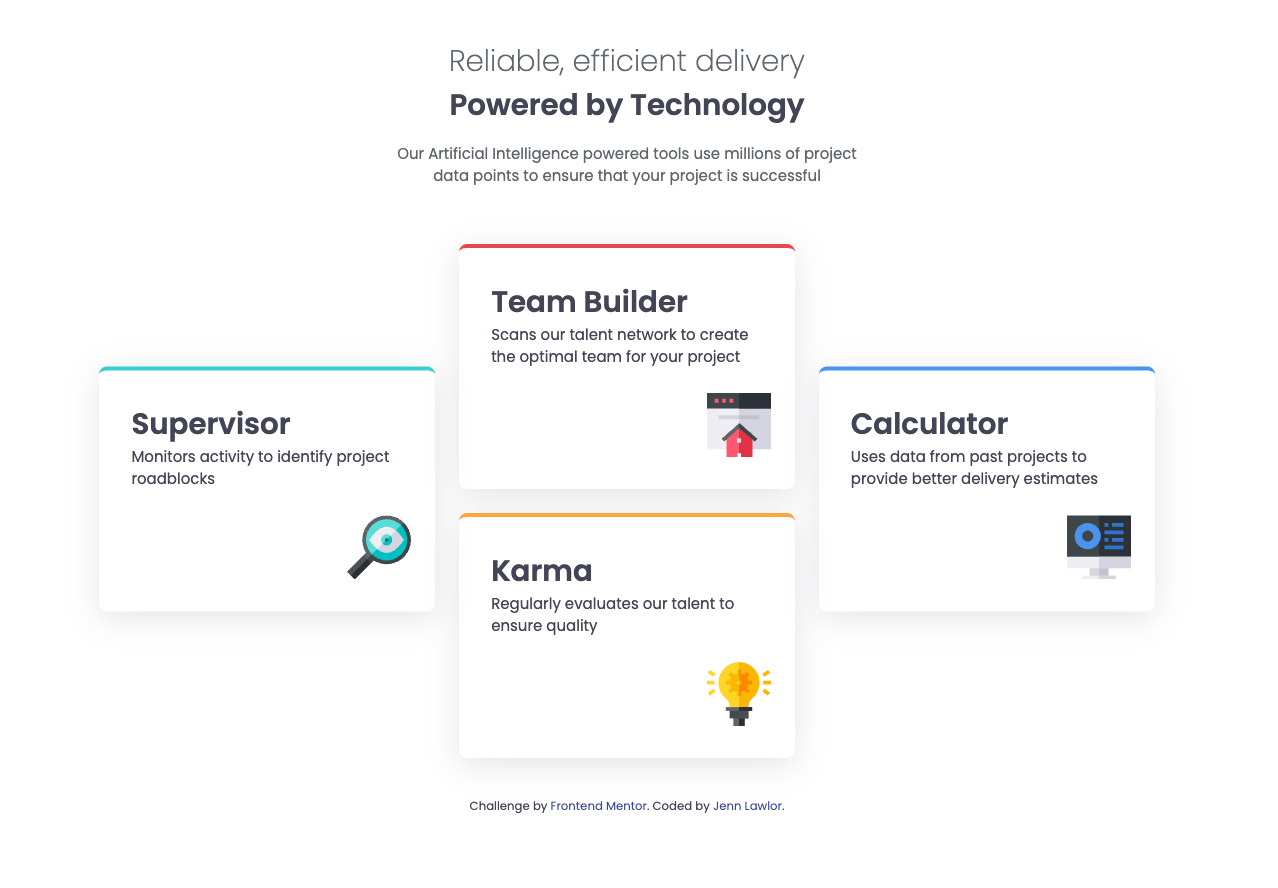 Reliable, efficient delivery
Powered by Technology
Our Artificial Intelligence powered tools use millions of project
data points to ensure that your project is successful
Supervisor
Monitors activity to identify project
roadblocks
Team Builder
Scans our talent network to create
the optimal team for your project
Karma
Regularly evaluates our talent to
ensure quality
Calculator
Uses data from past projects to
provide better delivery estimates
Challenge by Frontend Mentor. Coded by Jenn Lawlor.